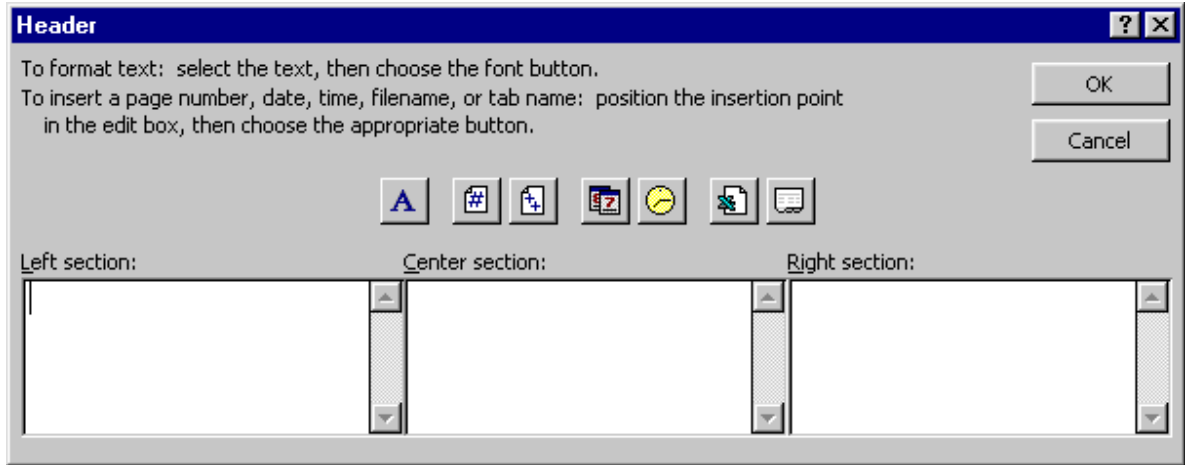 Header
To format text:  select the text, then choose the font button.
To insert a page number, date, time, filename, or tab name:  position the insertion point
in the edit box, then choose the appropriate button.
OK
Cancel
A
Left section:
Center section:
Right section: